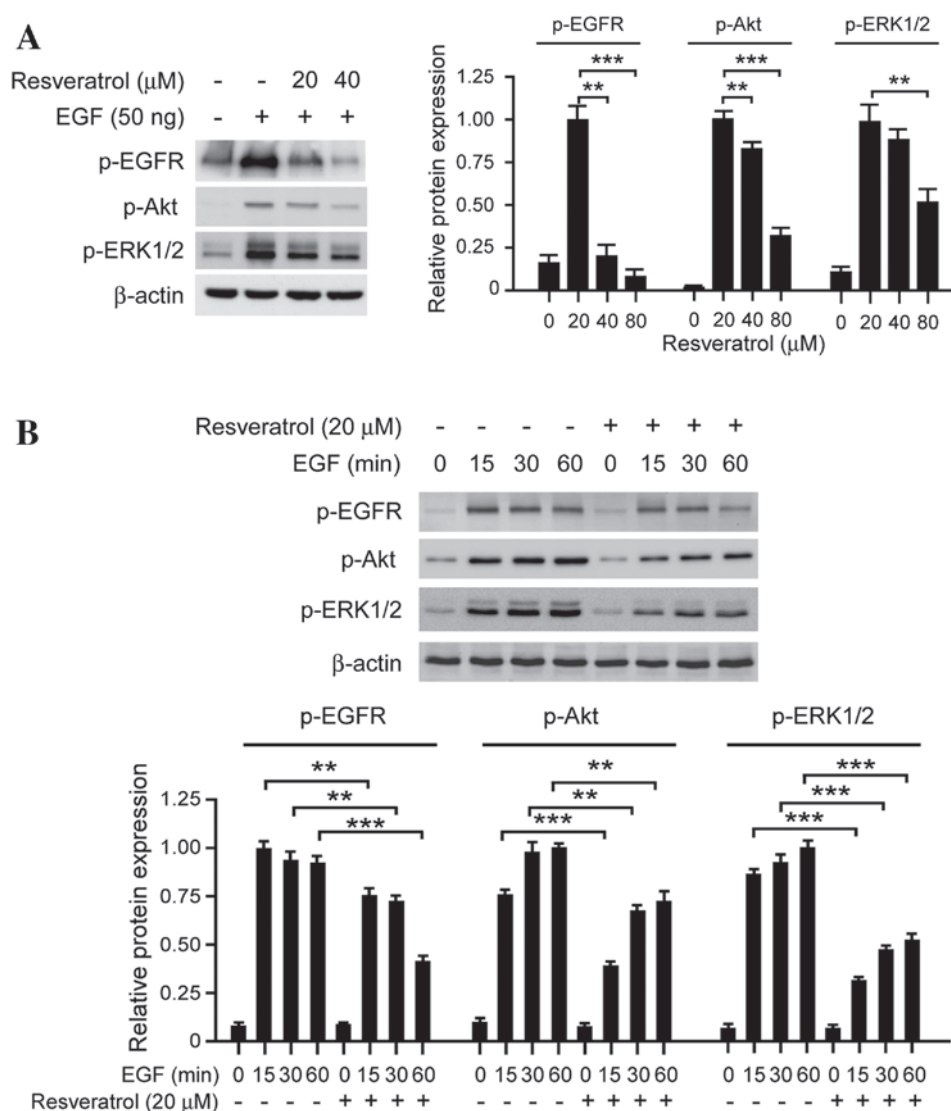 A
Resveratrol (μM) - - 20 40
EGF (50 ng) - + + +
p-EGFR
p-Akt
p-ERK1/2
β-actin
p-EGFR p-Akt p-ERK1/2
Relative protein expression
1.25
1.00
0.75
0.50
0.25
0
*** ** *** ** **
0 20 40 80 0 20 40 80 0 20 40 80
Resveratrol (μM)
B
Resveratrol (20 μM) - - - - + + + +
EGF (min) 0 15 30 60 0 15 30 60
p-EGFR
p-Akt
p-ERK1/2
β-actin
p-EGFR p-Akt p-ERK1/2
Relative protein expression
1.25
1.00
0.75
0.50
0.25
0
** ** ***
** ** ***
*** *** ***
EGF (min) 0 15 30 60 0 15 30 60 0 15 30 60 0 15 30 60 0 15 30 60 0 15 30 60
Resveratrol (20 μM) - - - - + + + + - - - - + + + + - - - - + + + +